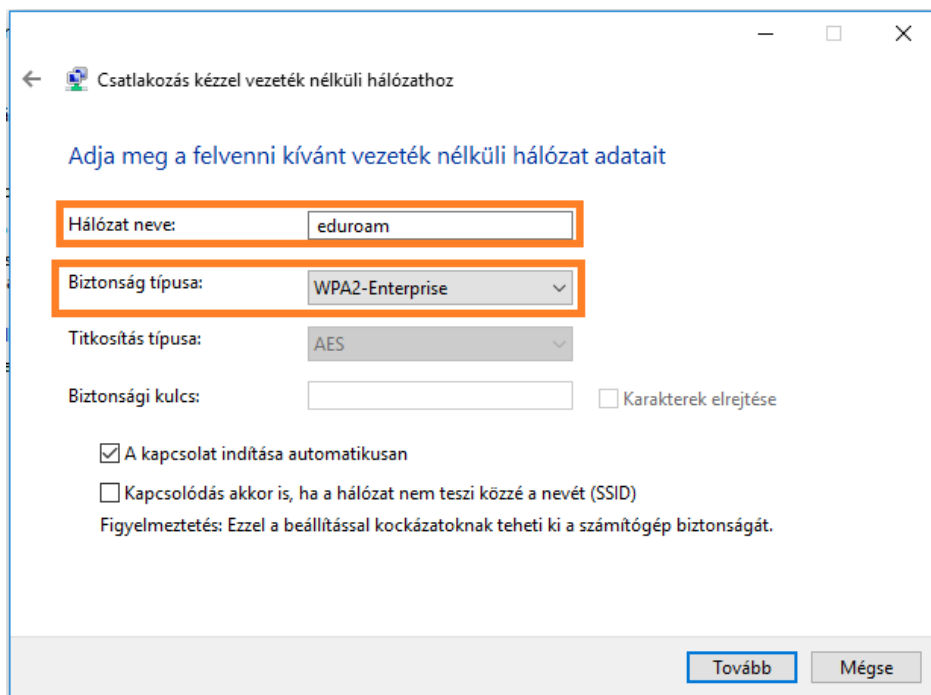 Csatlakozás kézzel vezeték nélküli hálózathoz
Adja meg a felvenni kívánt vezeték nélküli hálózat adatait
Hálózat neve: eduroam
Biztonság típusa: WPA2-Enterprise
Titkosítás típusa: AES
Biztonsági kulcs: Karakterek elrejtése
A kapcsolat indítása automatikusan
Kapcsolódás akkor is, ha a hálózat nem teszi közzé a nevét (SSID)
Figyelmeztetés: Ezzel a beállítással kockázatoknak teheti ki a számítógép biztonságát.
Tovább Mégse